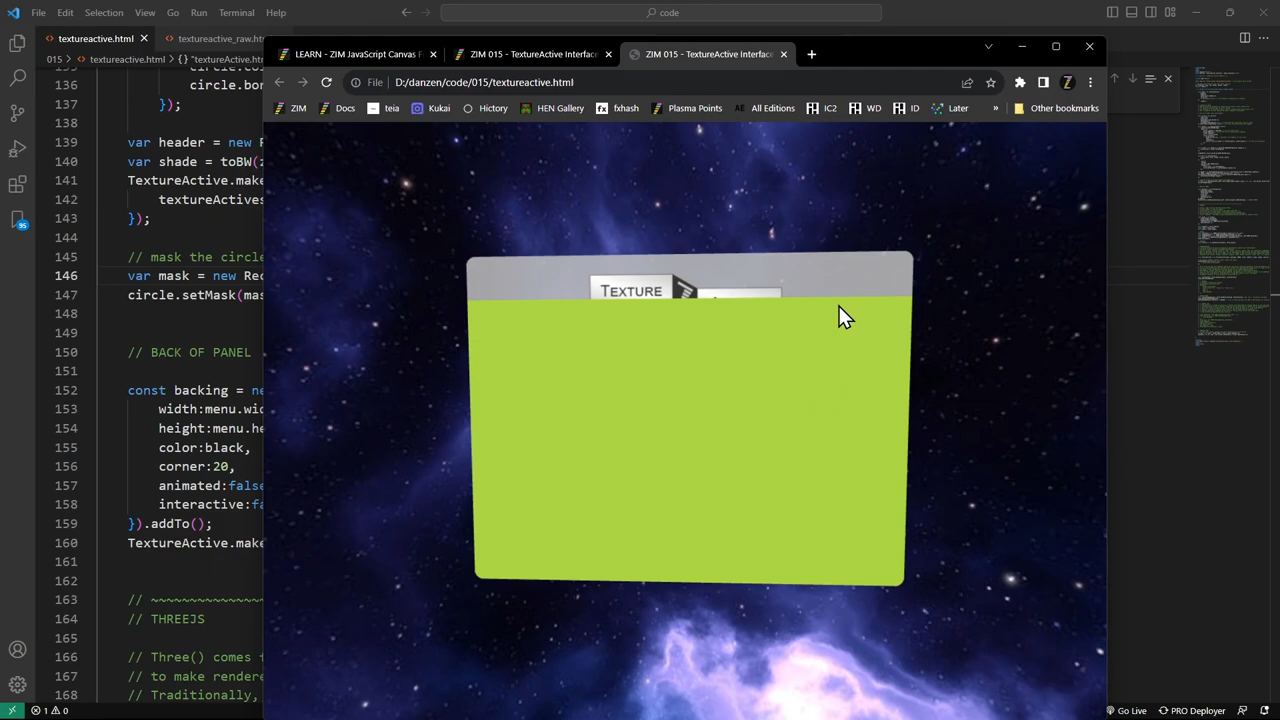 File Edit Selection View Go Run Terminal Help
code
textureactive.html
textureactive_raw.ht
015 > textureactive.html >
LEARN - ZIM JavaScript Canvas F
ZIM 015 - TextureActive Interface
ZIM 015 - TextureActive Interface
File D:/danzen/code/015/textureactive.html
ZIM Docs teia Kukai HEN Gallery fxhash Plasma Points All Editions IC2 WD ID Later » Other bookmarks
136 circle.bor
137 });
138
139 var header = new R
140 var shade = toBW(
141 TextureActive.make
142 textureActives
143 });
144
145 // mask the circle
146 var mask = new Rec
147 circle.setMask(mas
148
149
150 // BACK OF PANEL
151
152 const backing = ne
153 width:menu.wid
154 height:menu.he
155 color:black,
156 corner:20,
157 animated:false
158 interactive:fa
159 }).addTo();
160 TextureActive.make
161
162
163 // ~~~~~~~~~~~~~~~
164 // THREEJS
165
166 // Three() comes t
167 // to make rendere
168 // Traditionally,
TEXTURE
95
1 0
Go Live PRO Deployer